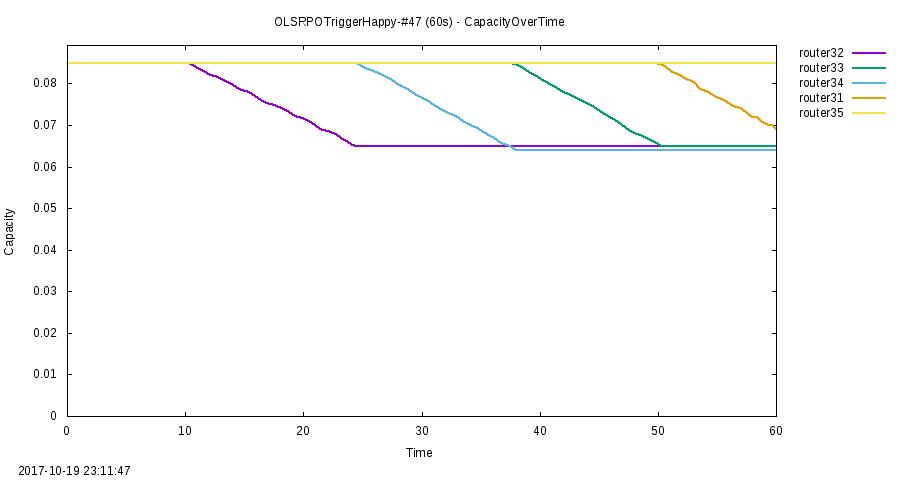 OLSRPOTriggerHappy-#47 (60s) - CapacityOverTime
router32
router33
router34
router31
router35
0.08
0.07
0.06
0.05
0.04
0.03
0.02
0.01
0
Capacity
0 10 20 30 40 50 60
Time
2017-10-19 23:11:47